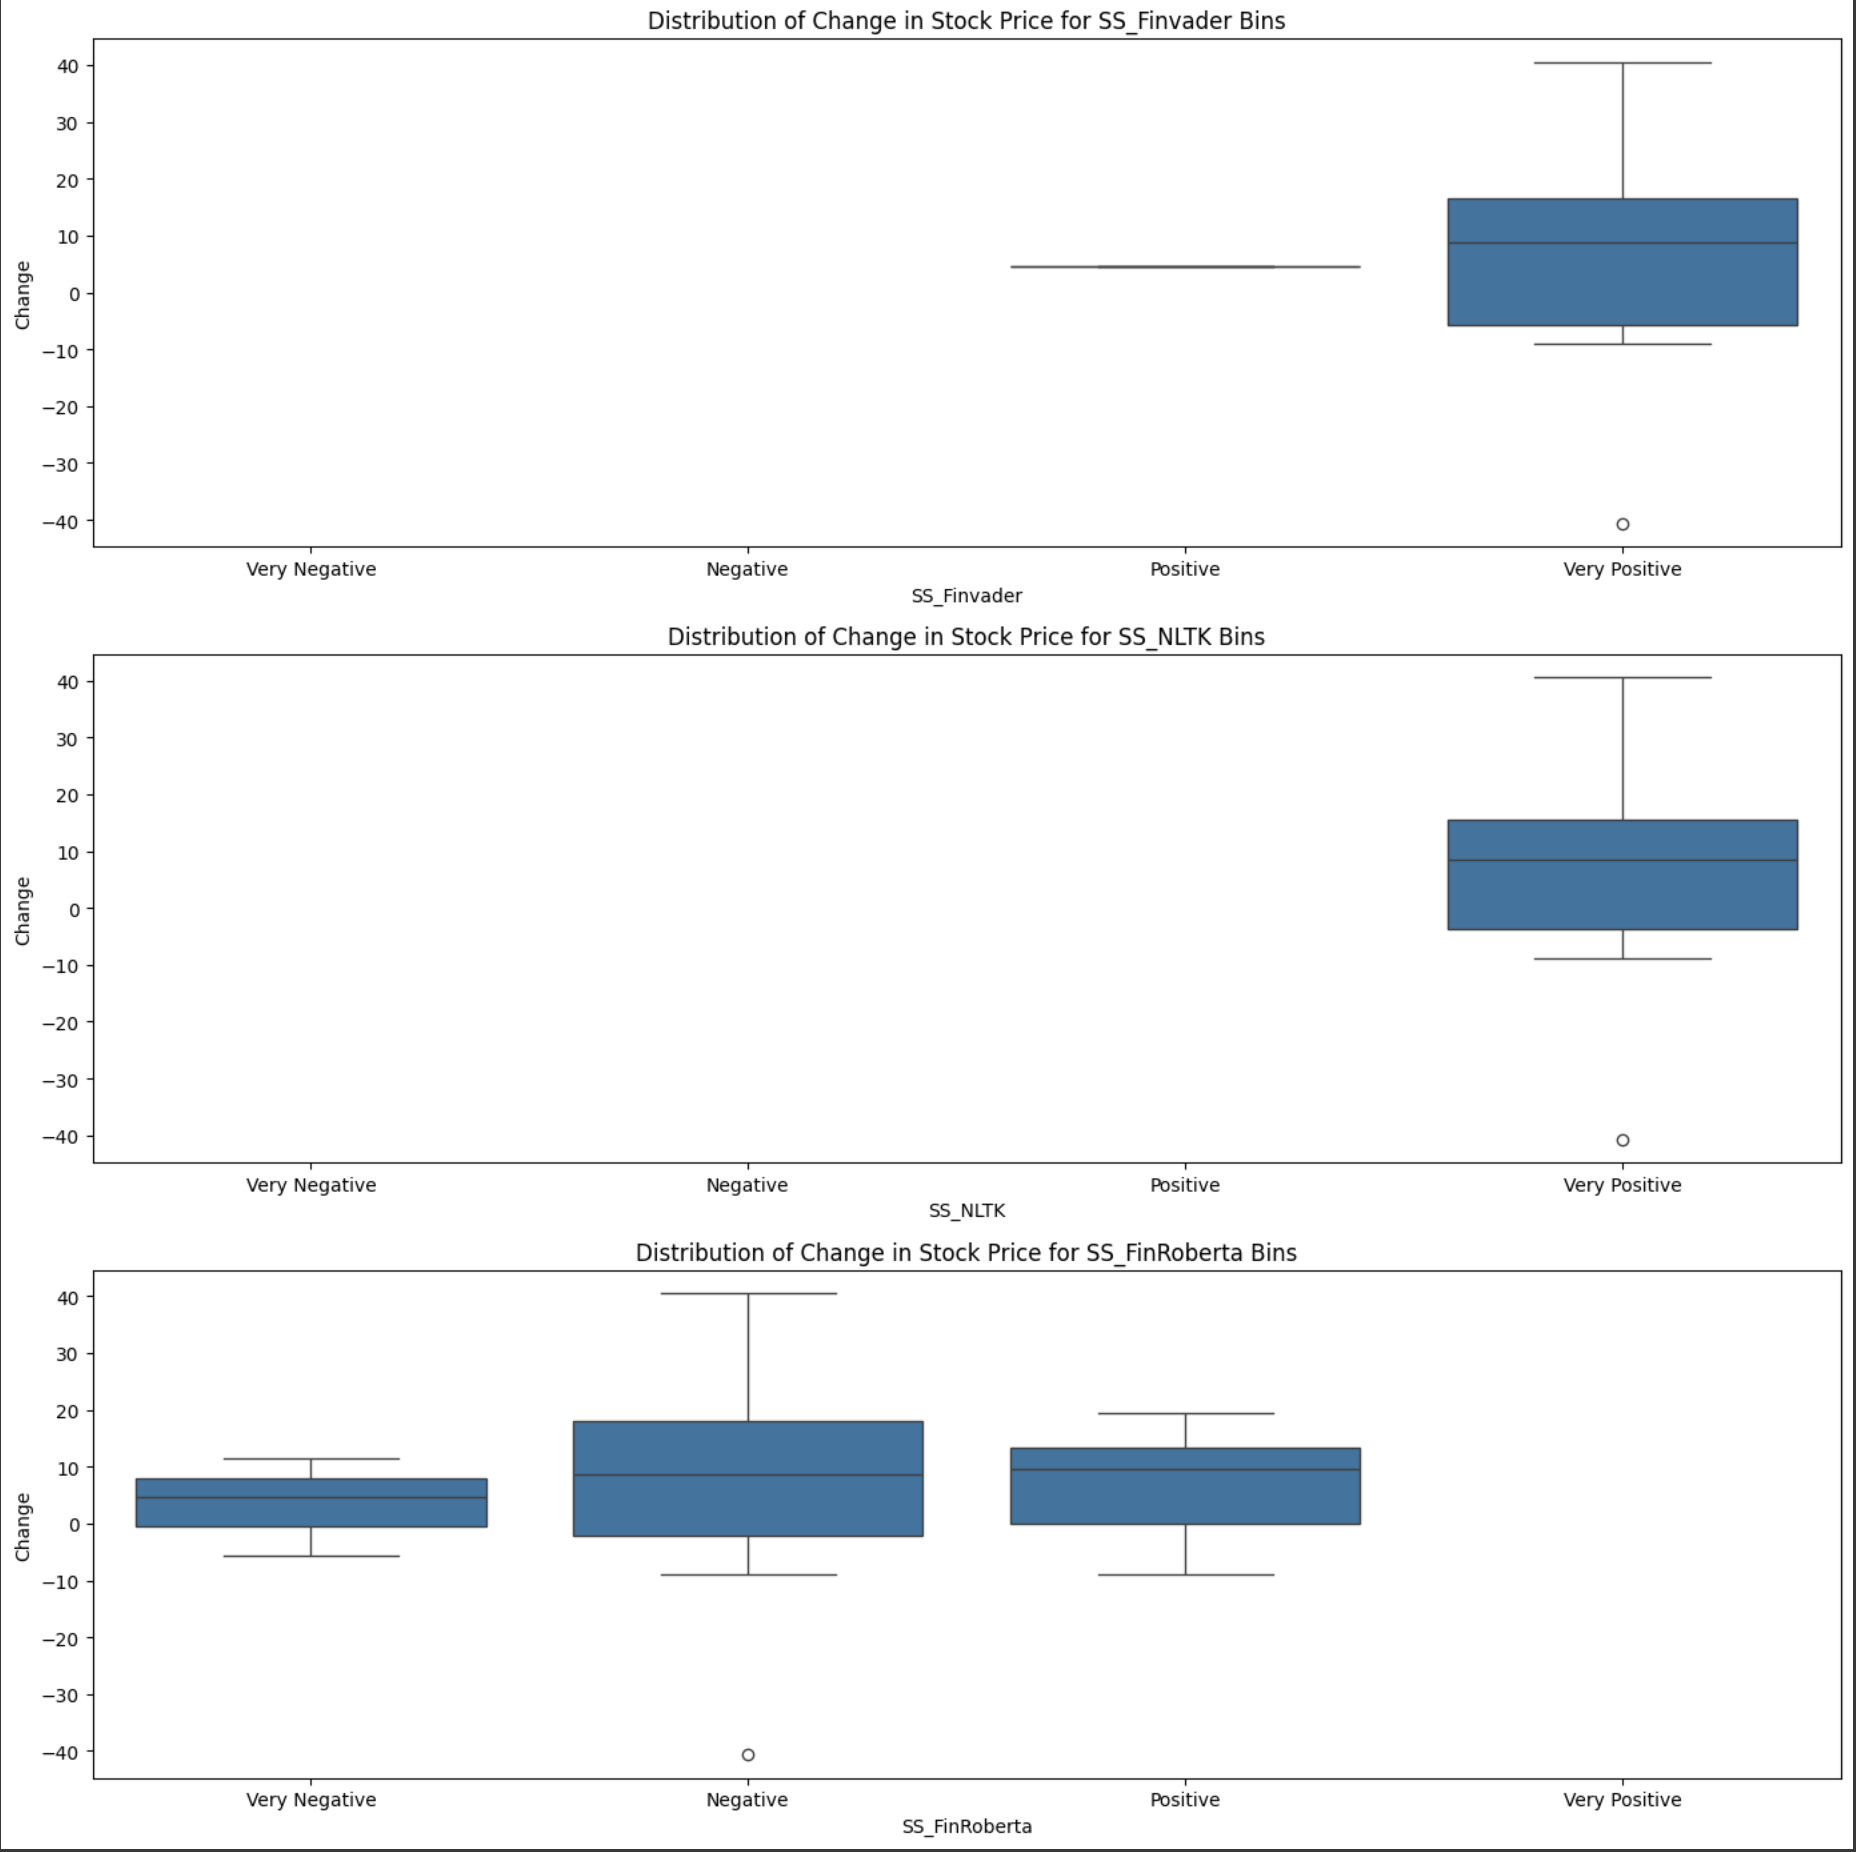 Distribution of Change in Stock Price for SS_Finvader Bins
40
30
20
10
0
−10
−20
−30
−40
Change
Very Negative Negative Positive Very Positive
SS_Finvader
Distribution of Change in Stock Price for SS_NLTK Bins
40
30
20
10
0
−10
−20
−30
−40
Change
Very Negative Negative Positive Very Positive
SS_NLTK
Distribution of Change in Stock Price for SS_FinRoberta Bins
40
30
20
10
0
−10
−20
−30
−40
Change
Very Negative Negative Positive Very Positive
SS_FinRoberta